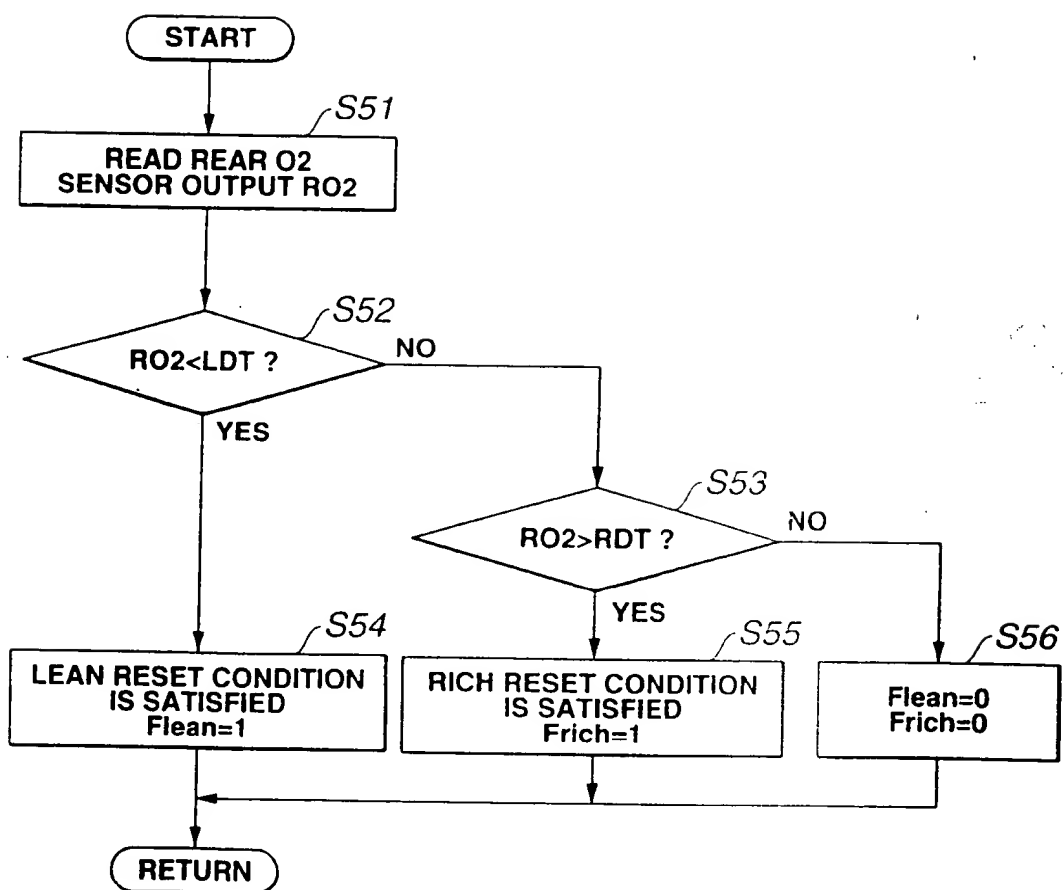 START
S51
READ REAR O2
SENSOR OUTPUT RO2
S52
RO2<LDT ?
NO
YES
S53
RO2>RDT ?
NO
YES
S54
LEAN RESET CONDITION
IS SATISFIED
Flean=1
S55
RICH RESET CONDITION
IS SATISFIED
Frich=1
S56
Flean=0
Frich=0
RETURN